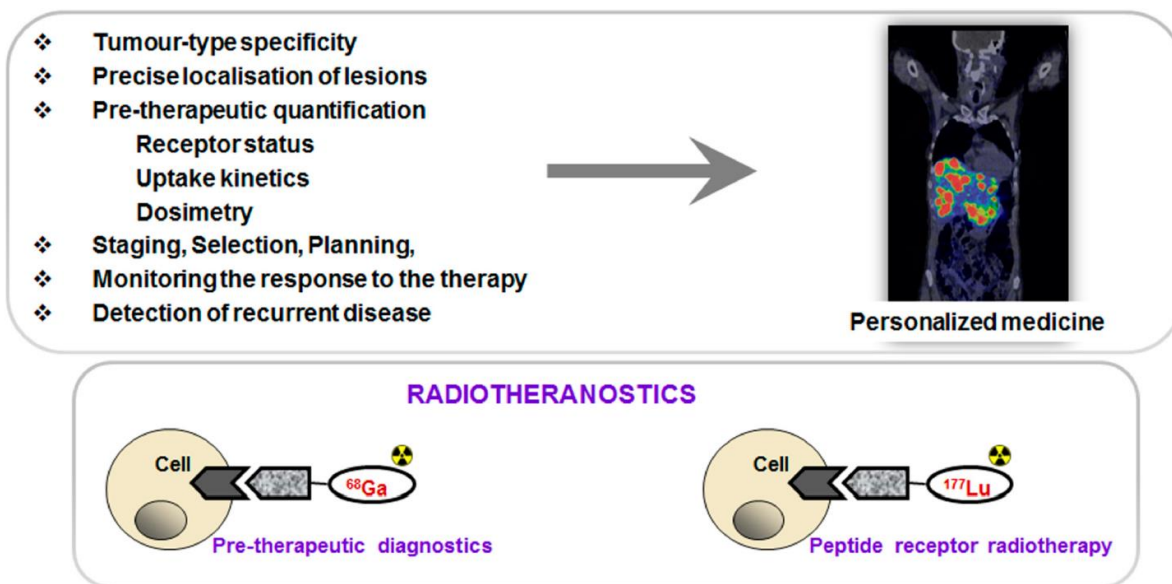 ❖ Tumour-type specificity
❖ Precise localisation of lesions
❖ Pre-therapeutic quantification
Receptor status
Uptake kinetics
Dosimetry
❖ Staging, Selection, Planning,
❖ Monitoring the response to the therapy
❖ Detection of recurrent disease
Personalized medicine
RADIOTHERANOSTICS
Cell
⁶⁸Ga
Pre-therapeutic diagnostics
Cell
¹⁷⁷Lu
Peptide receptor radiotherapy